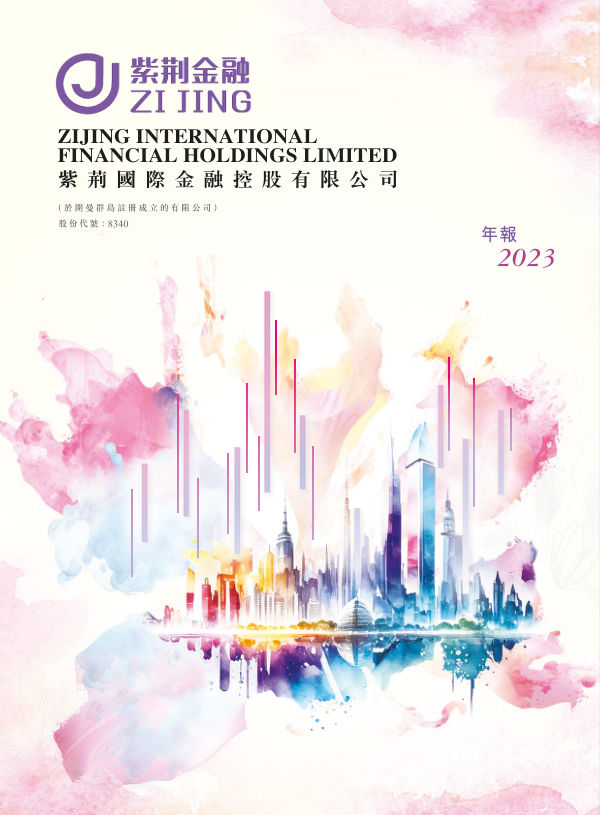 紫荆金融
ZI JING
ZIJING INTERNATIONAL
FINANCIAL HOLDINGS LIMITED
紫荊國際金融控股有限公司
(於開曼群島註冊成立的有限公司)
股份代號：8340
年報
2023